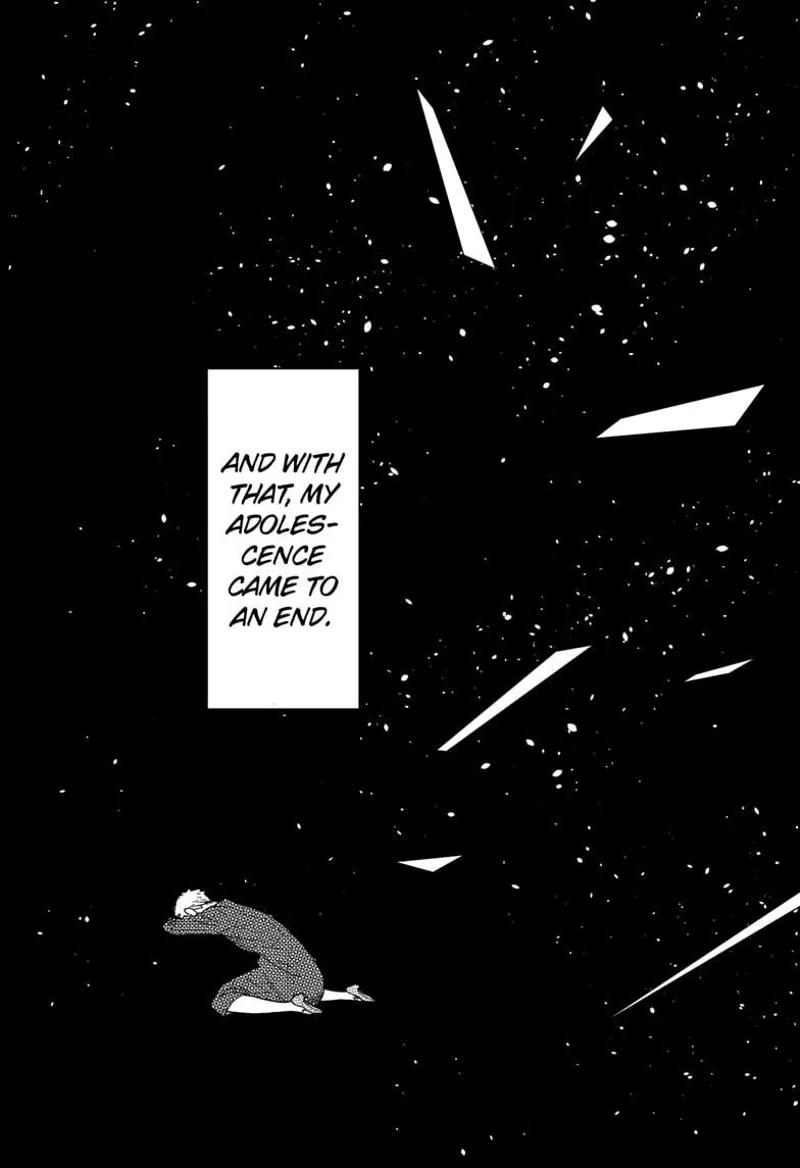 AND WITH
THAT, MY
ADOLES-
CENCE
CAME TO
AN END.